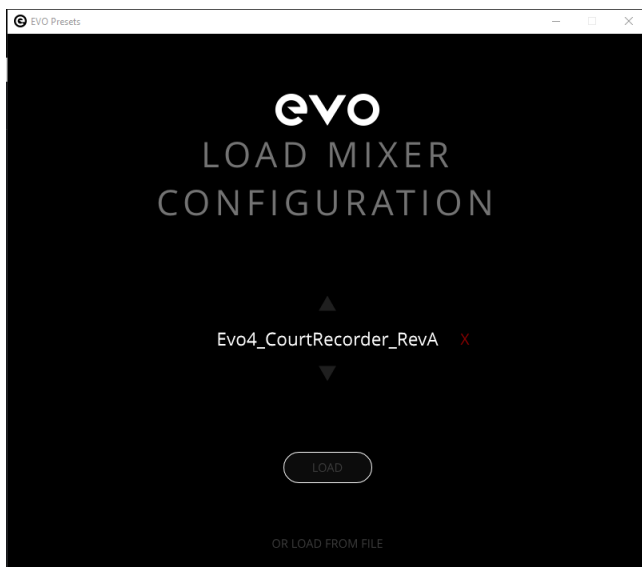 EVO Presets
evo
LOAD MIXER
CONFIGURATION
Evo4_CourtRecorder_RevA X
LOAD
OR LOAD FROM FILE